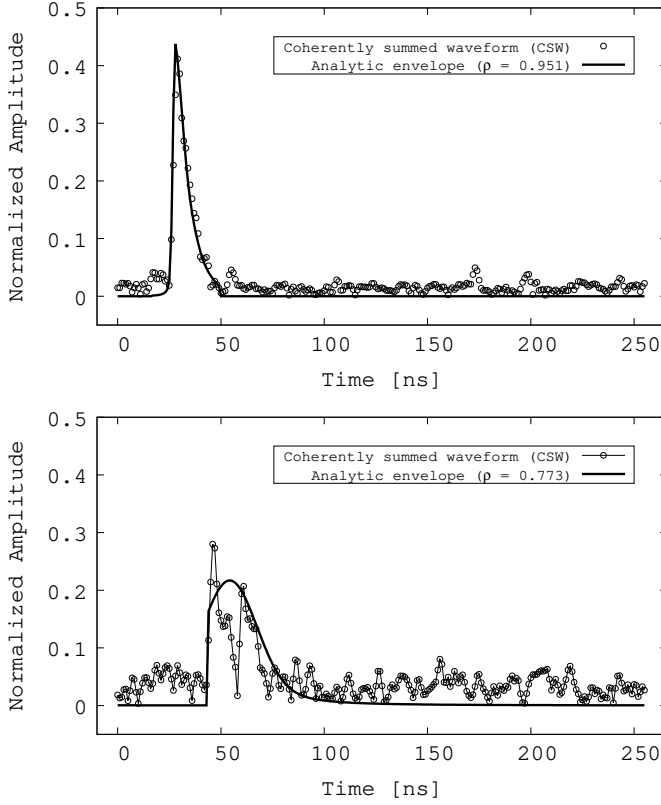 0.5
0.4
0.3
0.2
0.1
0
Normalized Amplitude
Coherently summed waveform (CSW)
Analytic envelope (ρ = 0.951)
0 50 100 150 200 250
Time [ns]
0.5
0.4
0.3
0.2
0.1
0
Normalized Amplitude
Coherently summed waveform (CSW)
Analytic envelope (ρ = 0.773)
0 50 100 150 200 250
Time [ns]